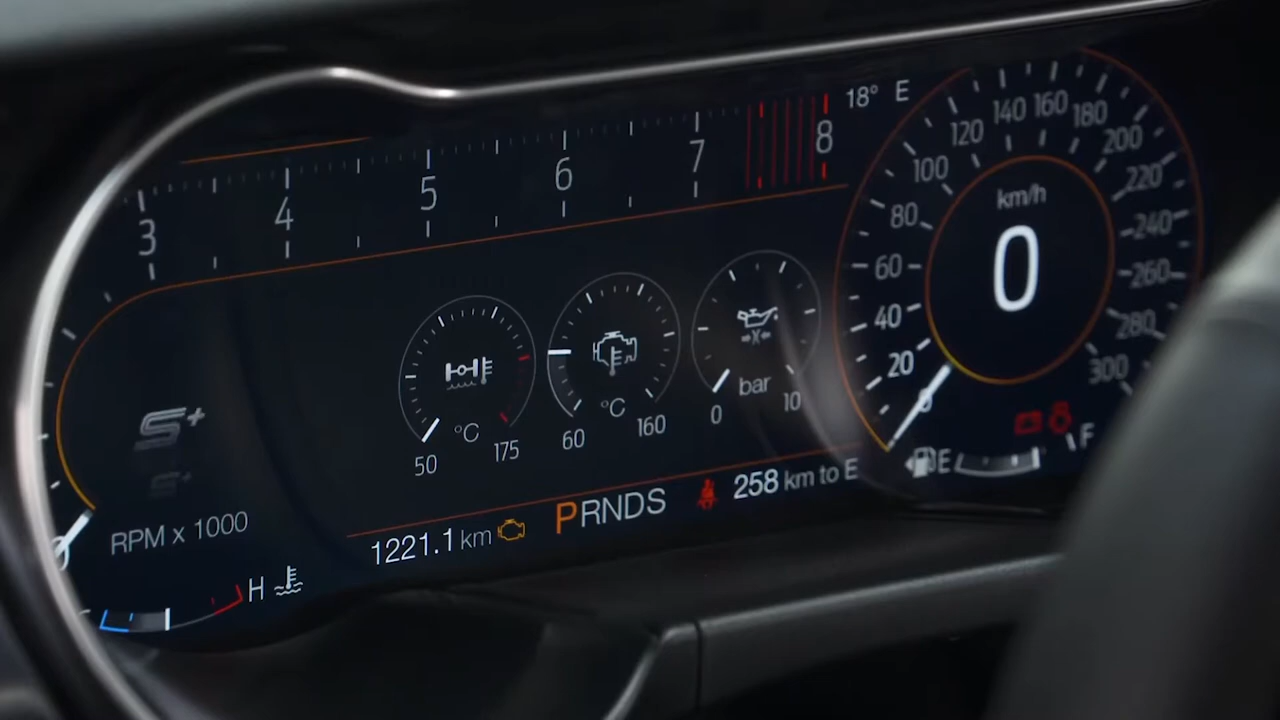 3 4 5 6 7 8
18° E
20 40 60 80 100 120 140 160 180 200 220 240 260 280 300
km/h
0
S+
S+
RPM x 1000
°C
50 175
°C
60 160
bar
0 10
1221.1 km
PRNDS
258 km to E
E F
H